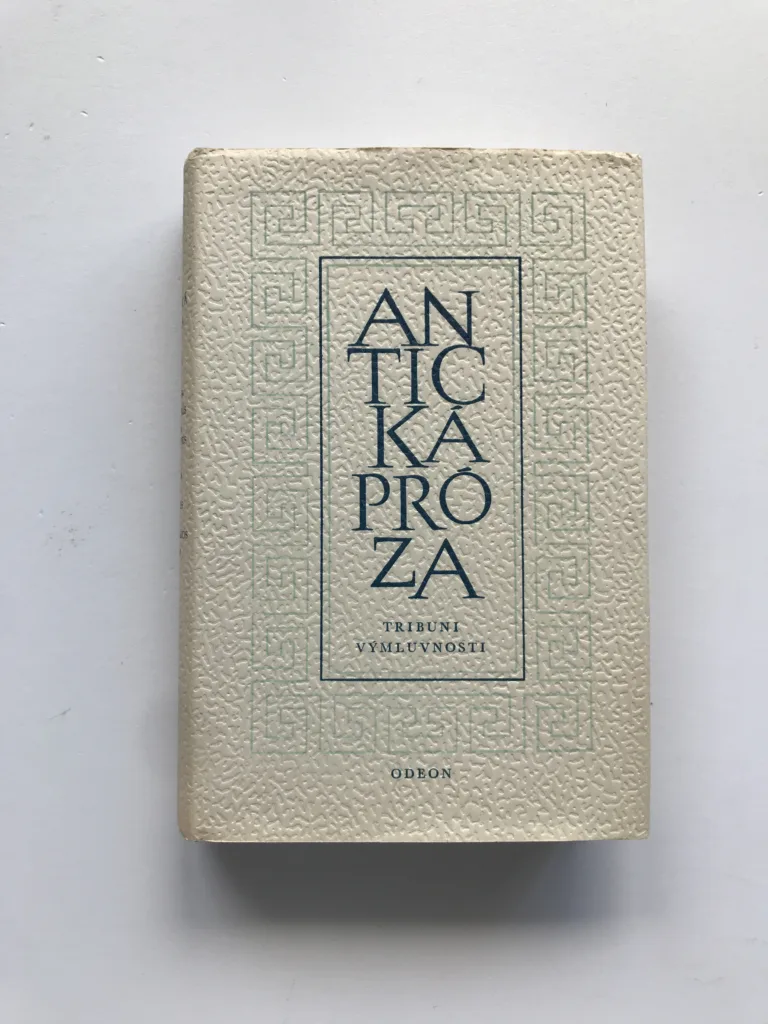 AN
TIC
KÁ
PRÓ
ZA
TRIBUNI
VÝMLUVNOSTI
ODEON